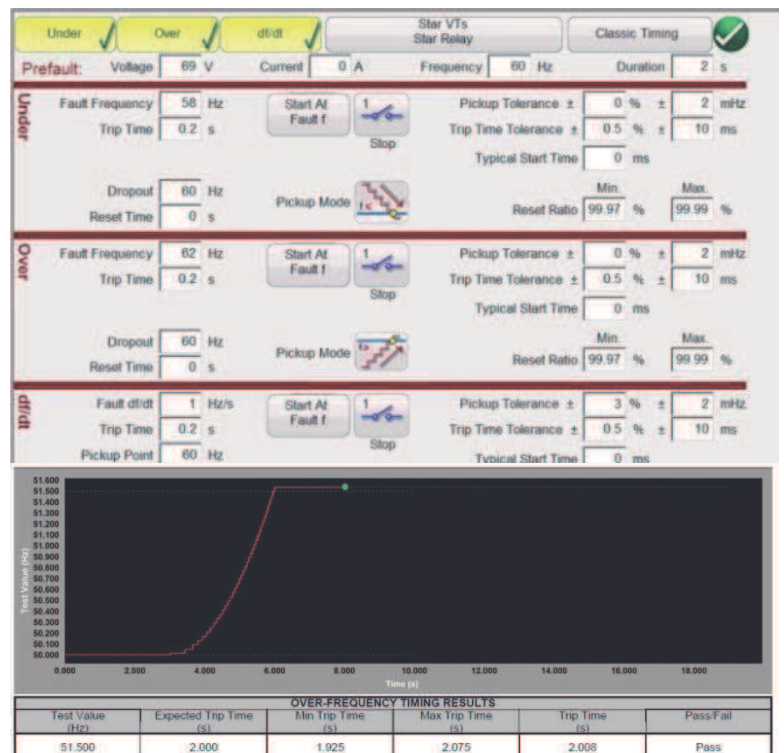 Under Over df/dt Star VTs Star Relay Classic Timing
Prefault: Voltage 69 V Current 0 A Frequency 60 Hz Duration 2 s
Under
Fault Frequency 58 Hz Start At Fault f 1 Pickup Tolerance ± 0 % ± 2 mHz
Trip Time 0.2 s Stop Trip Time Tolerance ± 0.5 % ± 10 ms
Typical Start Time 0 ms
Dropout 60 Hz Pickup Mode f< Min. Max.
Reset Time 0 s Reset Ratio 99.97 % 99.99 %
Over
Fault Frequency 62 Hz Start At Fault f 1 Pickup Tolerance ± 0 % ± 2 mHz
Trip Time 0.2 s Stop Trip Time Tolerance ± 0.5 % ± 10 ms
Typical Start Time 0 ms
Dropout 60 Hz Pickup Mode f> Min. Max.
Reset Time 0 s Reset Ratio 99.97 % 99.99 %
df/dt
Fault df/dt 1 Hz/s Start At Fault f 1 Pickup Tolerance ± 3 % ± 2 mHz
Trip Time 0.2 s Stop Trip Time Tolerance ± 0.5 % ± 10 ms
Pickup Point 60 Hz Typical Start Time 0 ms
51.600
51.500
51.400
51.300
51.200
51.100
51.000
50.900
50.800
50.700
50.600
50.500
50.400
50.300
50.200
50.100
50.000
Test Value (Hz)
0.000 2.000 4.000 6.000 8.000 10.000 12.000 14.000 16.000 18.000
Time (s)
OVER-FREQUENCY TIMING RESULTS
Test Value (Hz) Expected Trip Time (s) Min Trip Time (s) Max Trip Time (s) Trip Time (s) Pass/Fail
51.500 2.000 1.925 2.075 2.008 Pass